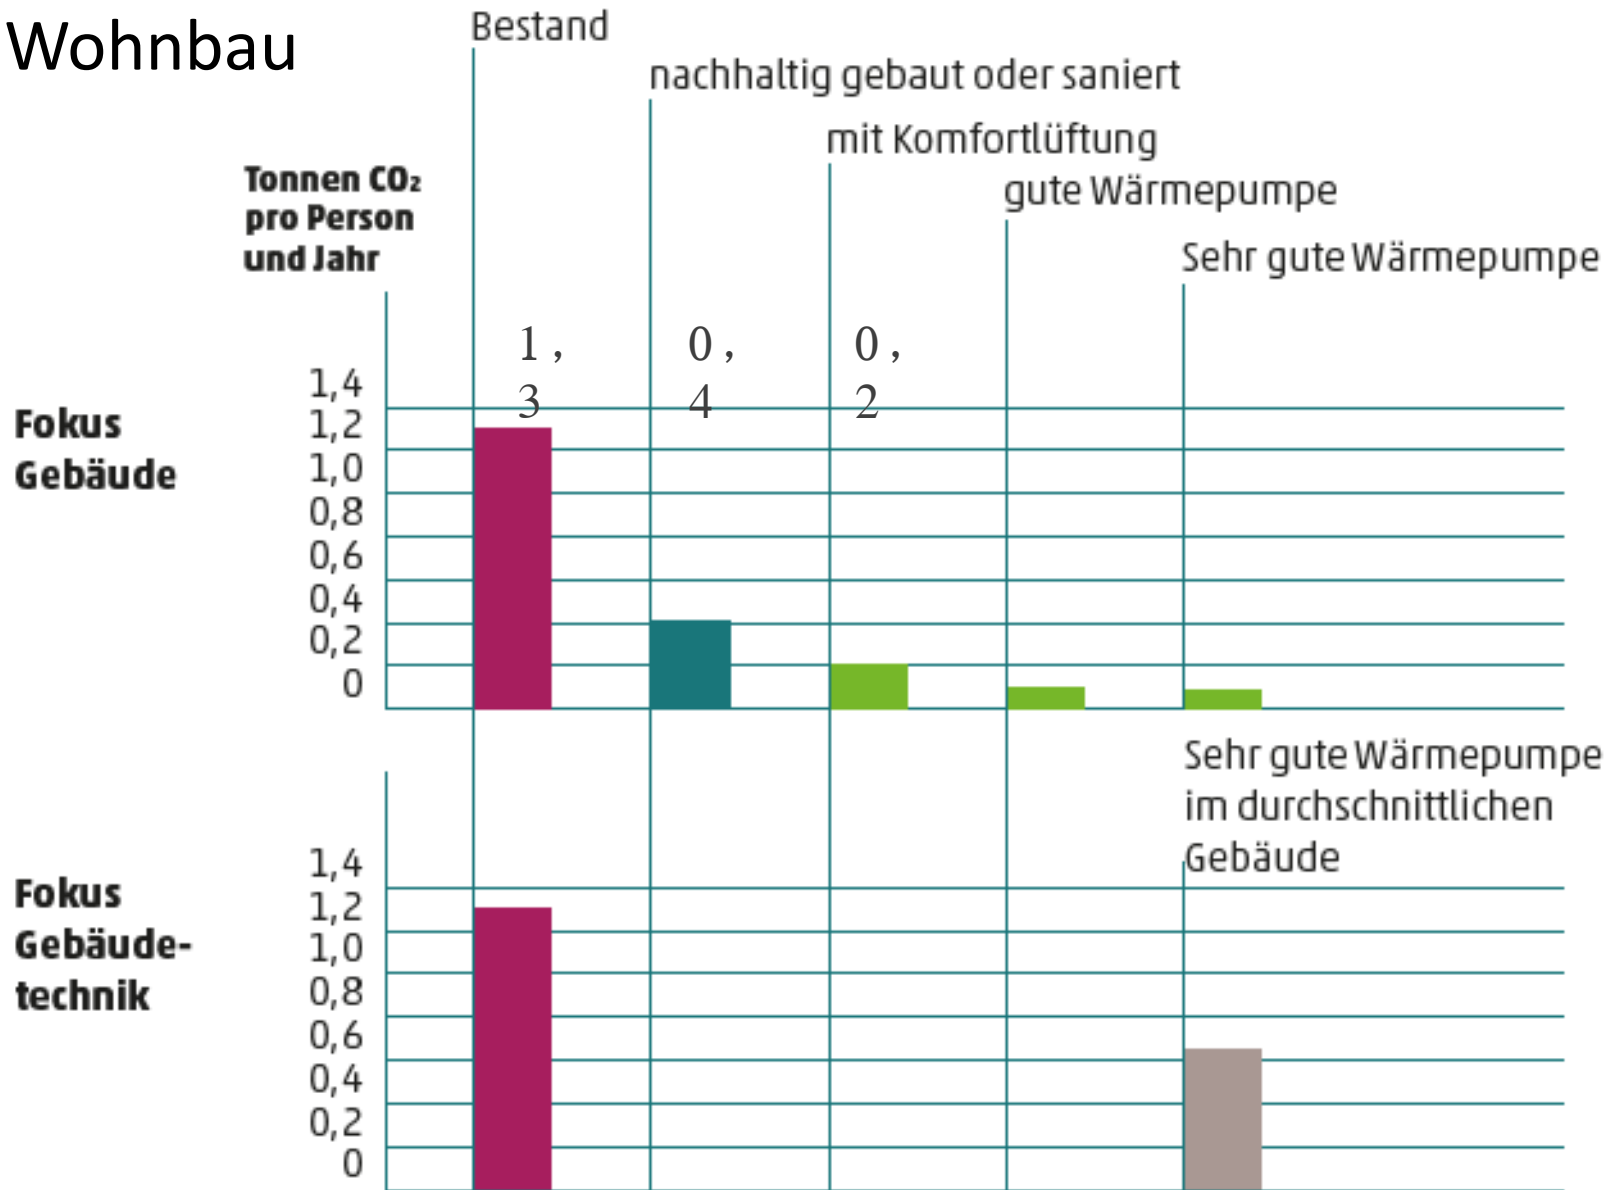 Wohnbau
Bestand
nachhaltig gebaut oder saniert
mit Komfortlüftung
gute Wärmepumpe
Sehr gute Wärmepumpe
Tonnen CO₂
pro Person
und Jahr
1,
3
0,
4
0,
2
Fokus
Gebäude
1,4
1,2
1,0
0,8
0,6
0,4
0,2
0
Sehr gute Wärmepumpe
im durchschnittlichen
Gebäude
Fokus
Gebäude-
technik
1,4
1,2
1,0
0,8
0,6
0,4
0,2
0